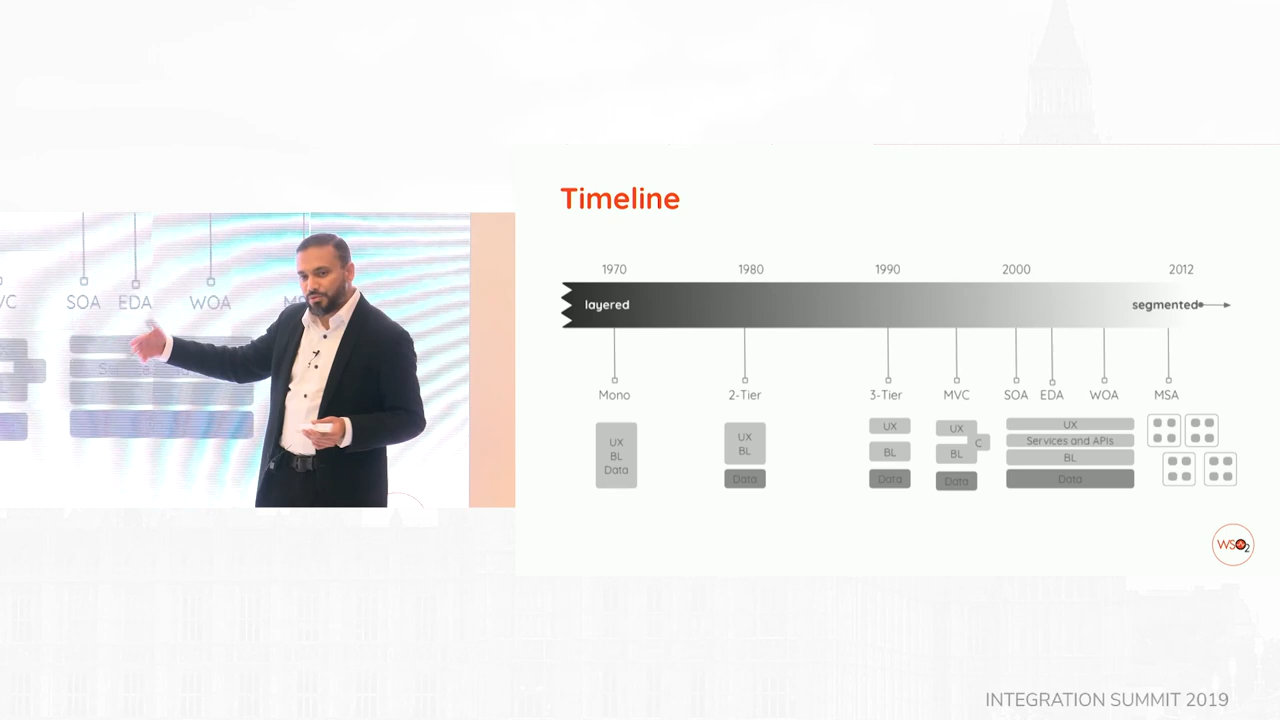 Timeline
1970 1980 1990 2000 2012
layered segmented
Mono 2-Tier 3-Tier MVC SOA EDA WOA MSA
UX
BL
Data
UX
BL
Data
UX
BL
Data
UX
C
BL
Data
UX
Services and APIs
BL
Data
WSO2
SOA EDA WOA
INTEGRATION SUMMIT 2019